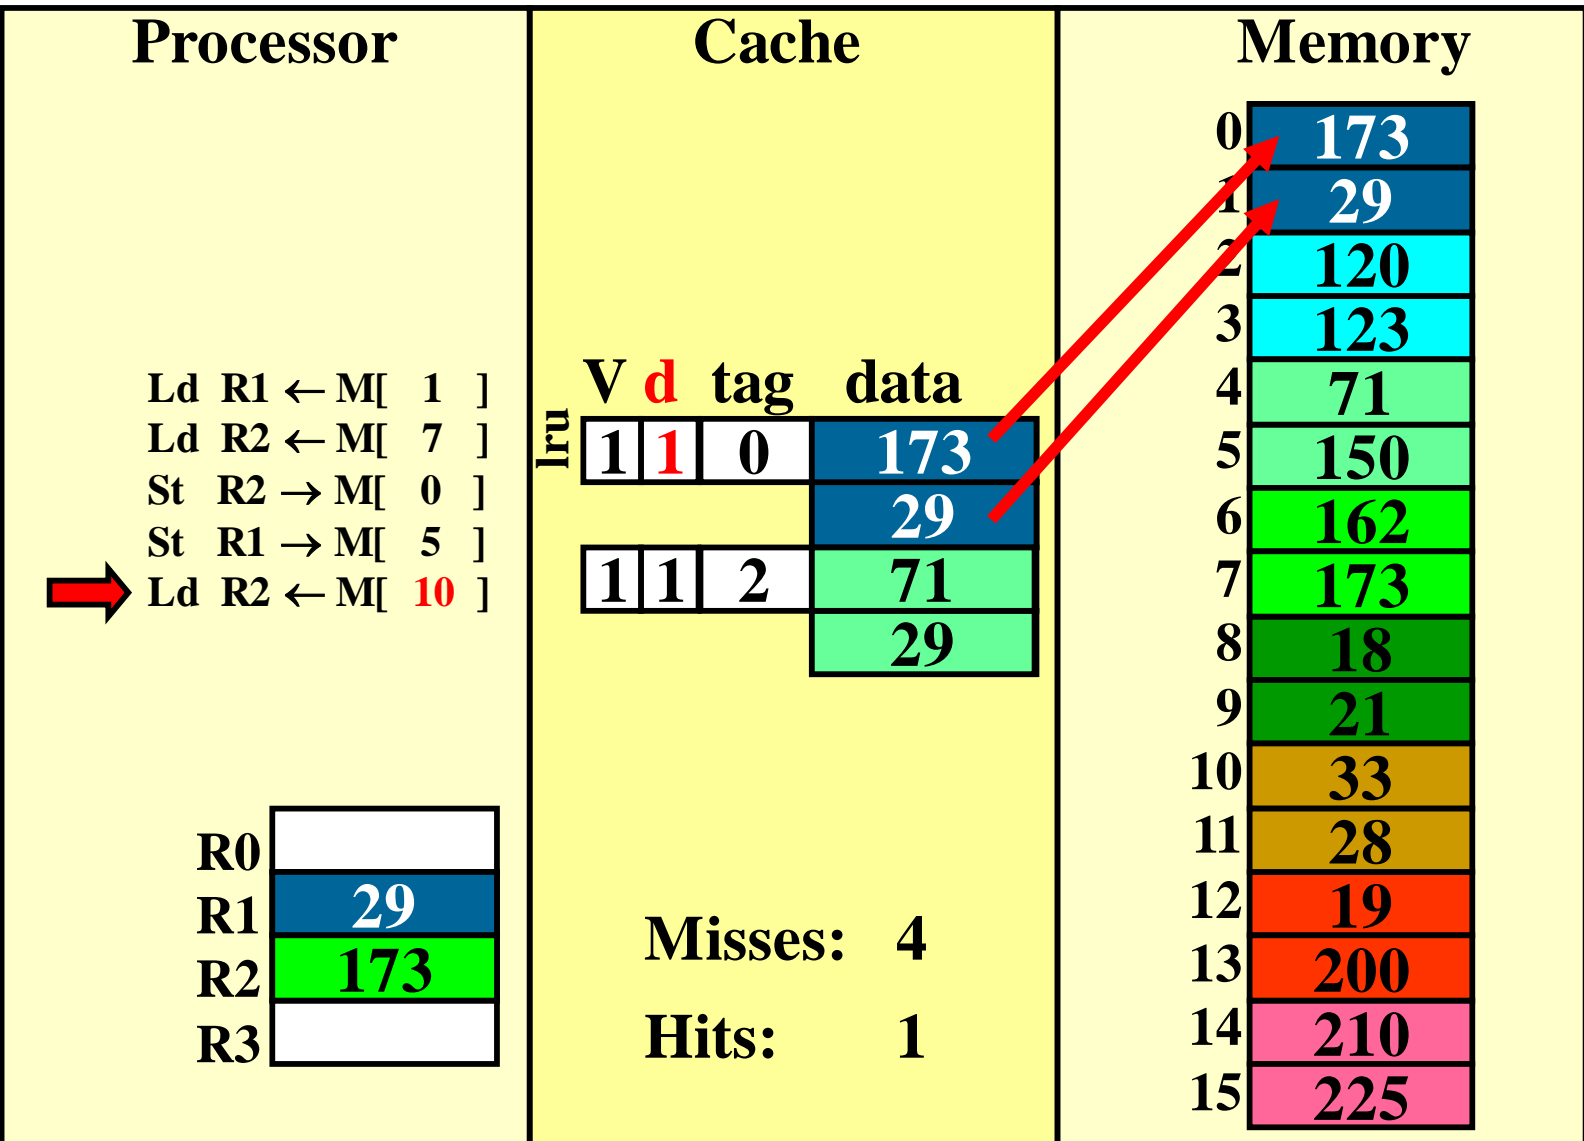 Processor
Ld R1 ← M[ 1 ]
Ld R2 ← M[ 7 ]
St R2 → M[ 0 ]
St R1 → M[ 5 ]
Ld R2 ← M[ 10 ]
R0
R1 29
R2 173
R3
Cache
V d tag data
lru
1 1 0 173
29
1 1 2 71
29
Misses: 4
Hits: 1
Memory
0 173
1 29
2 120
3 123
4 71
5 150
6 162
7 173
8 18
9 21
10 33
11 28
12 19
13 200
14 210
15 225